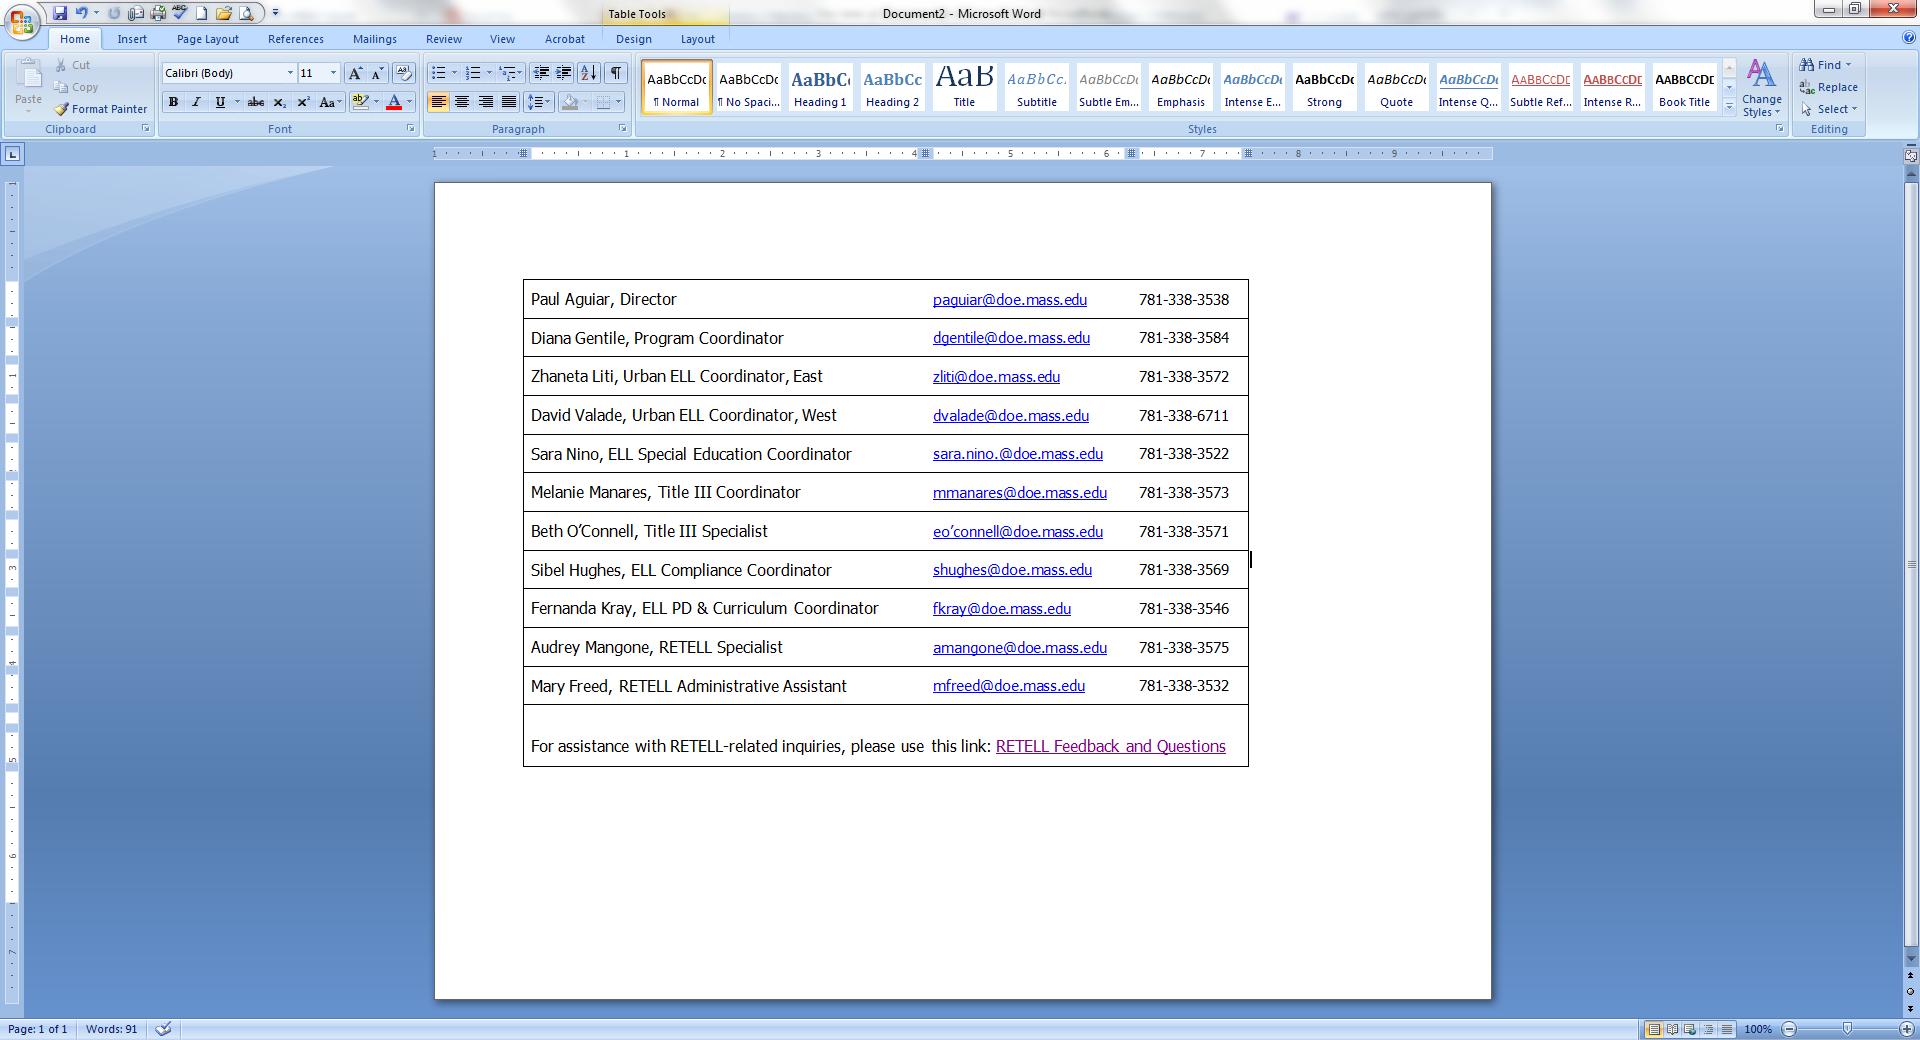 Table Tools
Document2 - Microsoft Word
Home Insert Page Layout References Mailings Review View Acrobat Design Layout
Paste
Cut
Copy
Format Painter
Clipboard
Calibri (Body) 11
Font
Paragraph
AaBbCcDc AaBbCcDc AaBbC AaBbCc AaB AaBbCc. AaBbCcDc AaBbCcDc AaBbCcDc AaBbCcDc AaBbCcDc AaBbCcDc AABBCCDE AABBCCDE AABBCCDE
¶ Normal ¶ No Spaci... Heading 1 Heading 2 Title Subtitle Subtle Em... Emphasis Intense E... Strong Quote Intense Q... Subtle Ref... Intense R... Book Title
Change Styles
Styles
Find
Replace
Select
Editing
1 1 2 3 4 5 6 7 8 9
Paul Aguiar, Director paguiar@doe.mass.edu 781-338-3538
Diana Gentile, Program Coordinator dgentile@doe.mass.edu 781-338-3584
Zhaneta Liti, Urban ELL Coordinator, East zliti@doe.mass.edu 781-338-3572
David Valade, Urban ELL Coordinator, West dvalade@doe.mass.edu 781-338-6711
Sara Nino, ELL Special Education Coordinator sara.nino.@doe.mass.edu 781-338-3522
Melanie Manares, Title III Coordinator mmanares@doe.mass.edu 781-338-3573
Beth O’Connell, Title III Specialist eo’connell@doe.mass.edu 781-338-3571
Sibel Hughes, ELL Compliance Coordinator shughes@doe.mass.edu 781-338-3569
Fernanda Kray, ELL PD & Curriculum Coordinator fkray@doe.mass.edu 781-338-3546
Audrey Mangone, RETELL Specialist amangone@doe.mass.edu 781-338-3575
Mary Freed, RETELL Administrative Assistant mfreed@doe.mass.edu 781-338-3532
For assistance with RETELL-related inquiries, please use this link: RETELL Feedback and Questions
Page: 1 of 1 Words: 91 100%